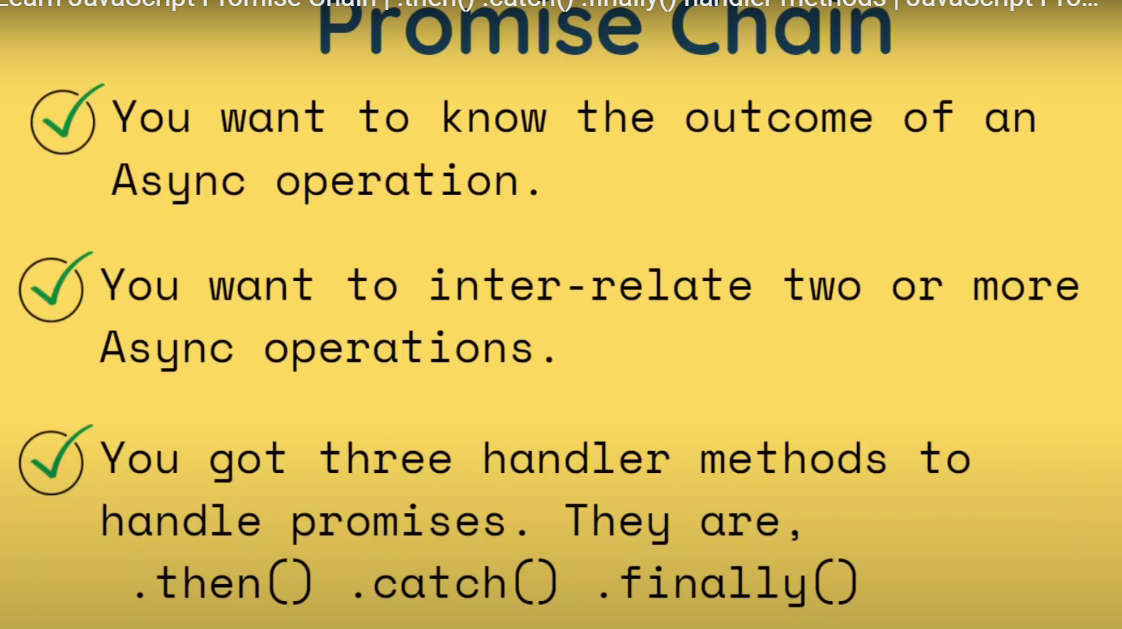 Learn JavaScript Promise Chain | .then() .catch() .finally() handler methods | JavaScript Pro...
Promise Chain
You want to know the outcome of an
Async operation.
You want to inter-relate two or more
Async operations.
You got three handler methods to
handle promises. They are,
.then() .catch() .finally()